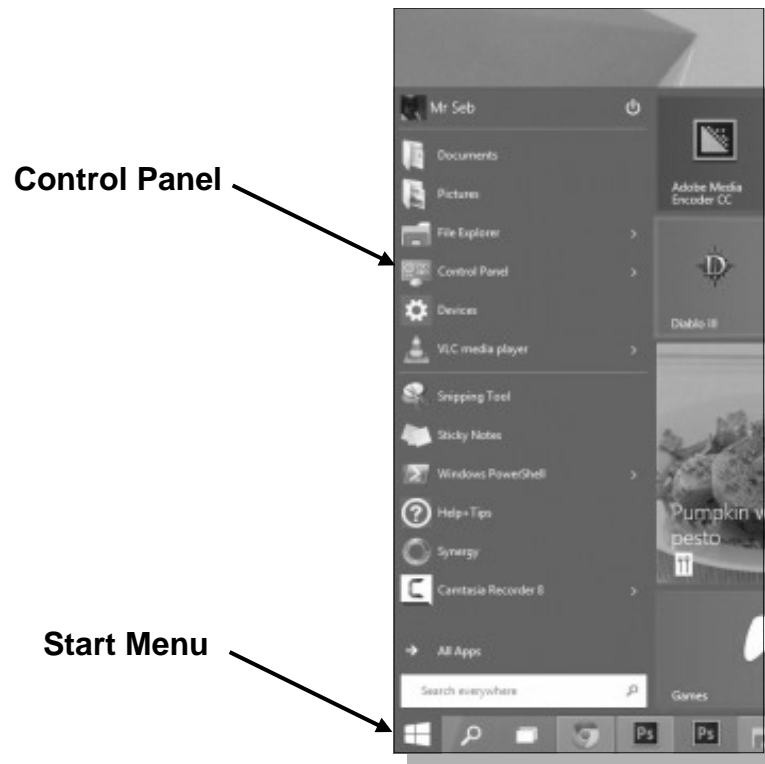 Mr Seb
Documents
Adobe Media
Encoder CC
Control Panel
Pictures
File Explorer
Control Panel
Devices
Diablo III
VLC media player
Snipping Tool
Sticky Notes
Windows PowerShell
Help+Tips
Pumpkin w
pesto
Synergy
Camtasia Recorder 8
Start Menu
All Apps
Search everywhere
Games
Ps
Ps